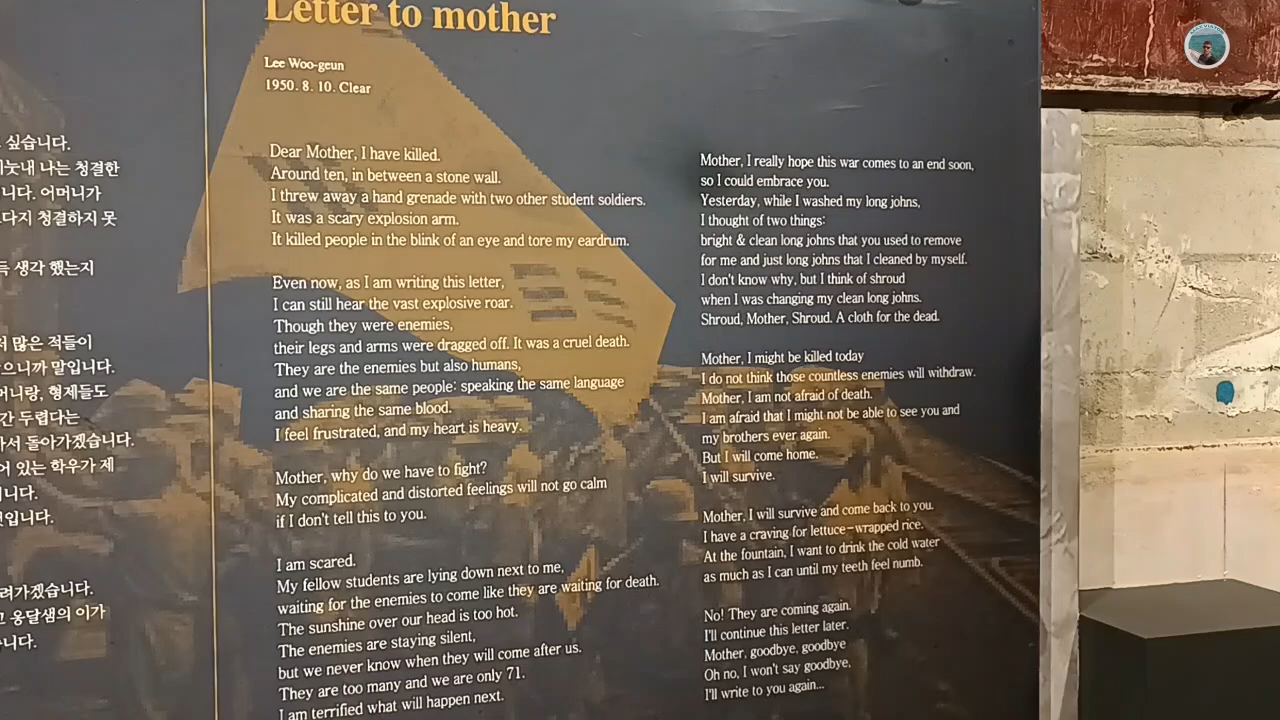 싶습니다.
나는 청결한
니다. 어머니가
다지 청결하지 못
생각 했는지
많은 적들이
으니까 말입니다.
머니랑, 형제들도
간 두렵다는
가서 돌아가겠습니다.
어 있는 학우가 제
니다.
것입니다.
려가겠습니다.
고 옹달샘의 이가
니다.
Letter to mother
Lee Woo-geun
1950. 8. 10. Clear
Dear Mother, I have killed.
Around ten, in between a stone wall.
I threw away a hand grenade with two other student soldiers.
It was a scary explosion arm.
It killed people in the blink of an eye and tore my eardrum.
Even now, as I am writing this letter,
I can still hear the vast explosive roar.
Though they were enemies,
their legs and arms were dragged off. It was a cruel death.
They are the enemies but also humans,
and we are the same people: speaking the same language
and sharing the same blood.
I feel frustrated, and my heart is heavy.
Mother, why do we have to fight?
My complicated and distorted feelings will not go calm
if I don't tell this to you.
I am scared.
My fellow students are lying down next to me,
waiting for the enemies to come like they are waiting for death.
The sunshine over our head is too hot.
The enemies are staying silent,
but we never know when they will come after us.
They are too many and we are only 71.
I am terrified what will happen next.
Mother, I really hope this war comes to an end soon,
so I could embrace you.
Yesterday, while I washed my long johns,
I thought of two things:
bright & clean long johns that you used to remove
for me and just long johns that I cleaned by myself.
I don't know why, but I think of shroud
when I was changing my clean long johns.
Shroud, Mother, Shroud. A cloth for the dead.
Mother, I might be killed today
I do not think those countless enemies will withdraw.
Mother, I am not afraid of death.
I am afraid that I might not be able to see you and
my brothers ever again.
But I will come home.
I will survive.
Mother, I will survive and come back to you.
I have a craving for lettuce-wrapped rice.
At the fountain, I want to drink the cold water
as much as I can until my teeth feel numb.
No! They are coming again.
I'll continue this letter later.
Mother, goodbye, goodbye
Oh no, I won't say goodbye.
I'll write to you again...